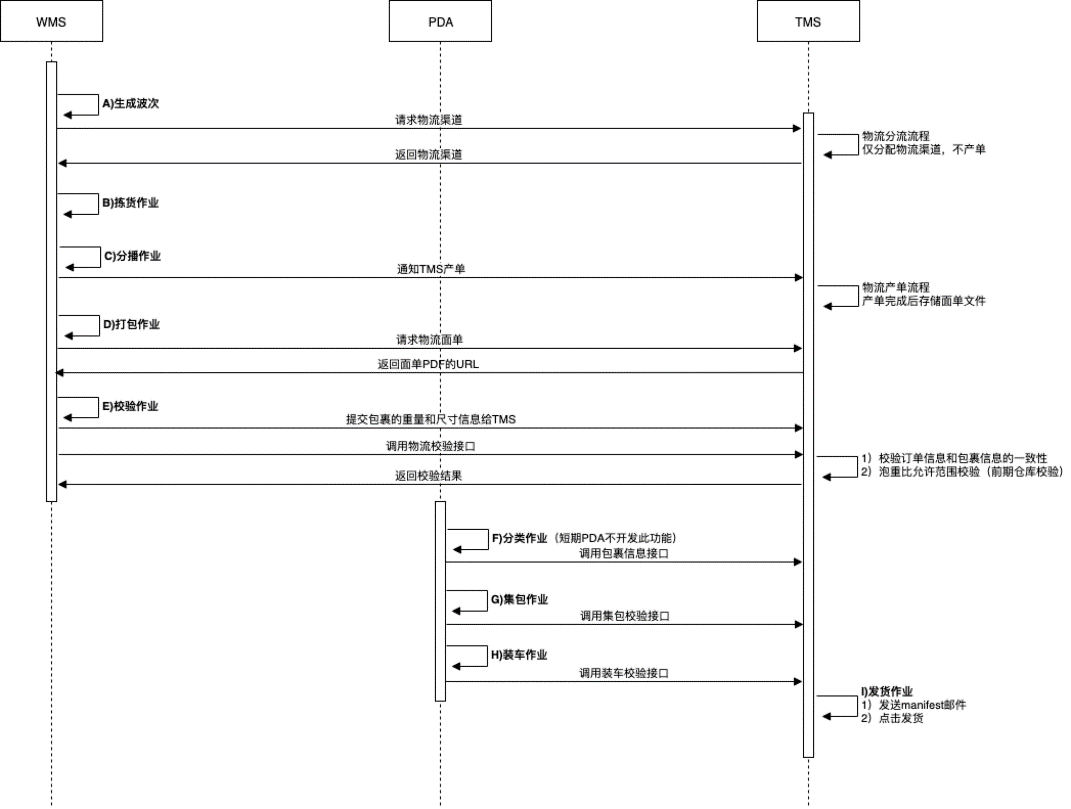 WMS
PDA
TMS
A)生成波次
请求物流渠道
物流分流流程
仅分配物流渠道，不产单
返回物流渠道
B)拣货作业
C)分播作业
通知TMS产单
物流产单流程
产单完成后存储面单文件
D)打包作业
请求物流面单
返回面单PDF的URL
E)校验作业
提交包裹的重量和尺寸信息给TMS
调用物流校验接口
1）校验订单信息和包裹信息的一致性
2）泡重比允许范围校验（前期仓库校验）
返回校验结果
F)分类作业（短期PDA不开发此功能）
调用包裹信息接口
G)集包作业
调用集包校验接口
H)装车作业
调用装车校验接口
I)发货作业
1）发送manifest邮件
2）点击发货